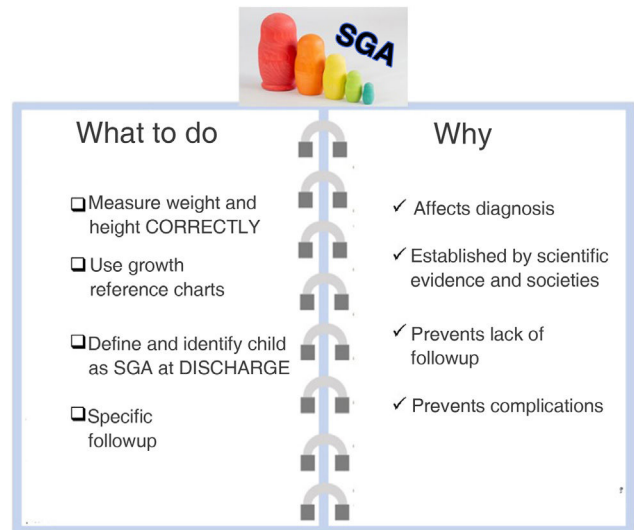 SGA
What to do
Measure weight and
height CORRECTLY
Use growth
reference charts
Define and identify child
as SGA at DISCHARGE
Specific
followup
Why
Affects diagnosis
Established by scientific
evidence and societies
Prevents lack of
followup
Prevents complications